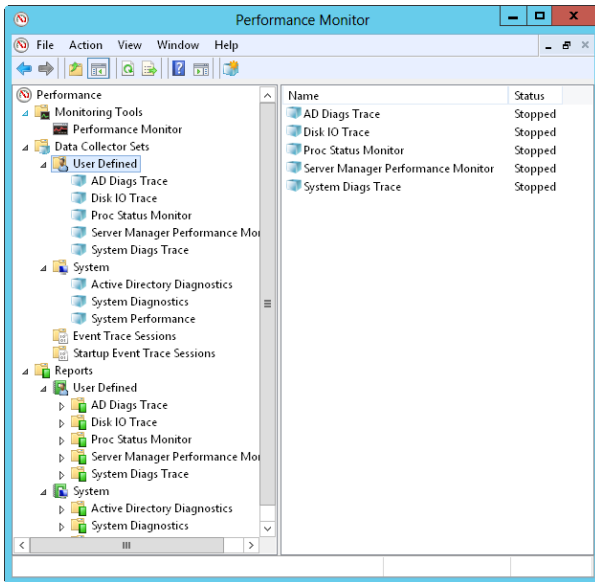 Performance Monitor
File Action View Window Help
Performance
Monitoring Tools
Performance Monitor
Data Collector Sets
User Defined
AD Diags Trace
Disk IO Trace
Proc Status Monitor
Server Manager Performance Mo
System Diags Trace
System
Active Directory Diagnostics
System Diagnostics
System Performance
Event Trace Sessions
Startup Event Trace Sessions
Reports
User Defined
AD Diags Trace
Disk IO Trace
Proc Status Monitor
Server Manager Performance Mo
System Diags Trace
System
Active Directory Diagnostics
System Diagnostics
Name Status
AD Diags Trace Stopped
Disk IO Trace Stopped
Proc Status Monitor Stopped
Server Manager Performance Monitor Stopped
System Diags Trace Stopped